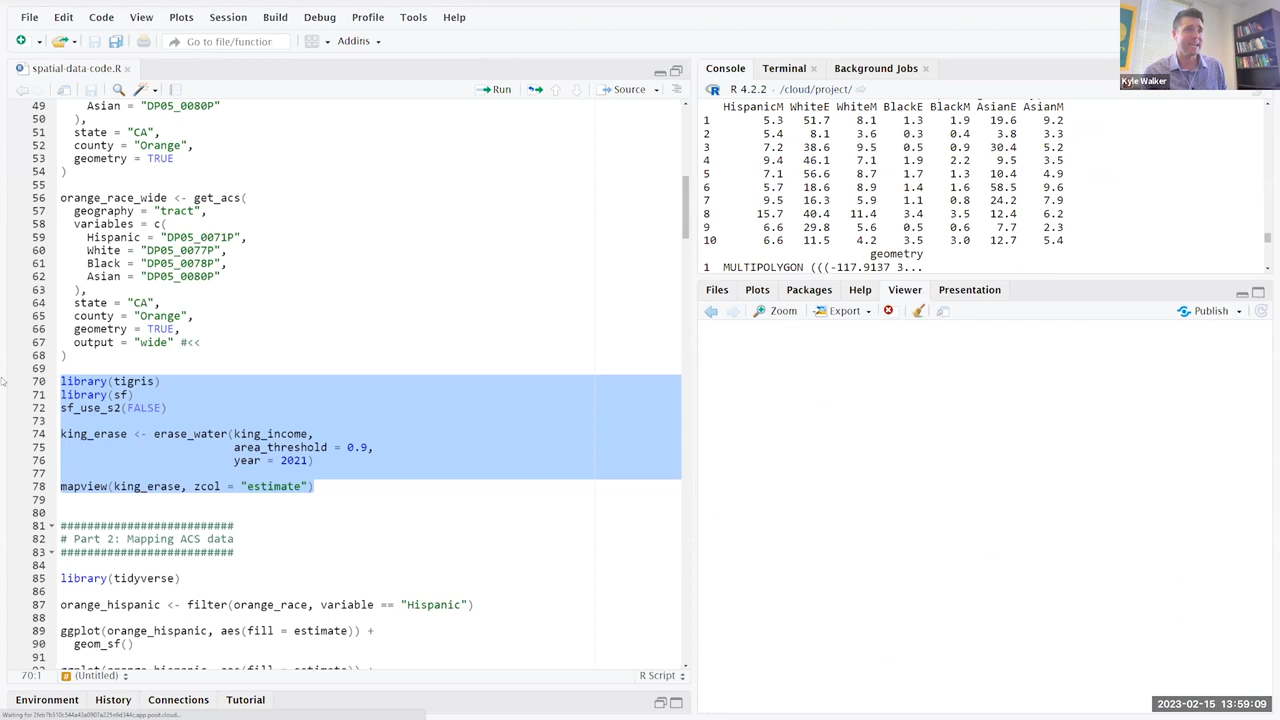 File Edit Code View Plots Session Build Debug Profile Tools Help
Go to file/function Addins
Kyle Walker
spatial-data-code.R
Run Source
49 Asian = "DP05_0080P"
50 ),
51 state = "CA",
52 county = "Orange",
53 geometry = TRUE
54 )
55
56 orange_race_wide <- get_acs(
57 geography = "tract",
58 variables = c(
59 Hispanic = "DP05_0071P",
60 White = "DP05_0077P",
61 Black = "DP05_0078P",
62 Asian = "DP05_0080P"
63 ),
64 state = "CA",
65 county = "Orange",
66 geometry = TRUE,
67 output = "wide" #<<
68 )
69
70 library(tigris)
71 library(sf)
72 sf_use_s2(FALSE)
73
74 king_erase <- erase_water(king_income,
75 area_threshold = 0.9,
76 year = 2021)
77
78 mapview(king_erase, zcol = "estimate")
79
80
81 ##########################
82 # Part 2: Mapping ACS data
83 ##########################
84
85 library(tidyverse)
86
87 orange_hispanic <- filter(orange_race, variable == "Hispanic")
88
89 ggplot(orange_hispanic, aes(fill = estimate)) +
90 geom_sf()
91
ggplot(orange_hispanic, aes(fill = estimate)) +
70:1 (Untitled) R Script
Environment History Connections Tutorial
Console Terminal Background Jobs
R 4.2.2 · /cloud/project/
HispanicM WhiteE WhiteM BlackE BlackM AsianE AsianM
1 5.3 51.7 8.1 1.3 1.9 19.6 9.2
2 5.4 8.1 3.6 0.3 0.4 3.8 3.3
3 7.2 38.6 9.5 0.5 0.9 30.4 5.2
4 9.4 46.1 7.1 1.9 2.2 9.5 3.5
5 7.1 56.6 8.7 1.7 1.3 10.4 4.9
6 5.7 18.6 8.9 1.4 1.6 58.5 9.6
7 9.5 16.3 5.9 1.1 0.8 24.2 7.9
8 15.7 40.4 11.4 3.4 3.5 12.4 6.2
9 6.6 29.8 5.6 0.5 0.6 7.7 2.3
10 6.6 11.5 4.2 3.5 3.0 12.7 5.4
geometry
1 MULTIPOLYGON (((-117.9137 3...
Files Plots Packages Help Viewer Presentation
Zoom Export Publish
2023-02-15 13:59:09